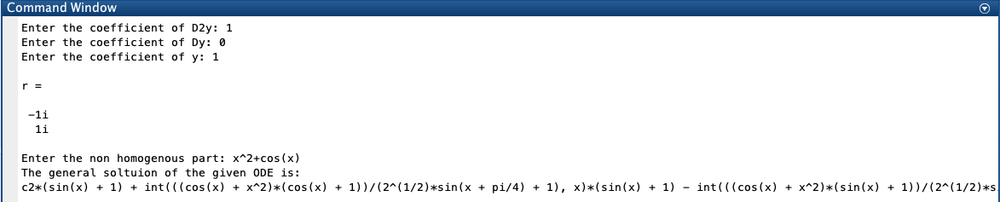 Command Window
Enter the coefficient of D2y: 1
Enter the coefficient of Dy: 0
Enter the coefficient of y: 1
r =
-1i
1i
Enter the non homogenous part: x^2+cos(x)
The general soltuion of the given ODE is:
c2*(sin(x) + 1) + int(((cos(x) + x^2)*(cos(x) + 1))/(2^(1/2)*sin(x + pi/4) + 1), x)*(sin(x) + 1) - int(((cos(x) + x^2)*(sin(x) + 1))/(2^(1/2)*s